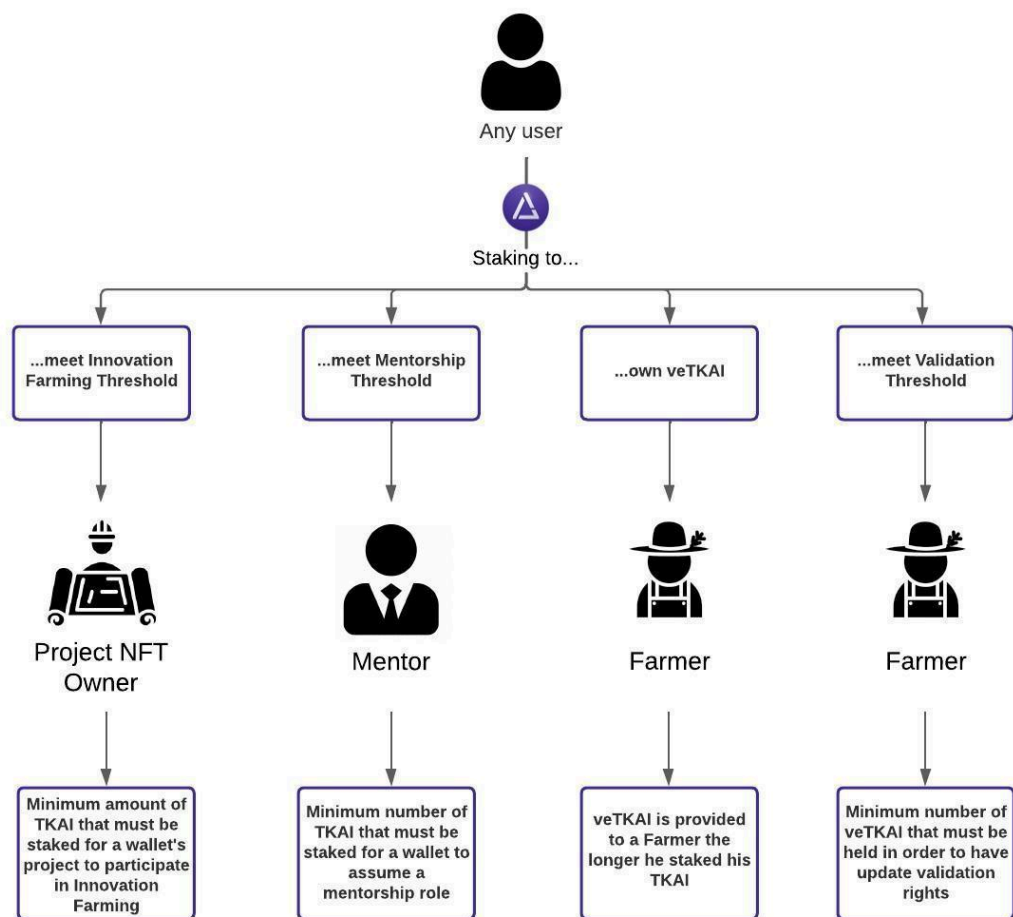 Any user
Staking to...
...meet Innovation
Farming Threshold
...meet Mentorship
Threshold
...own veTKAI
...meet Validation
Threshold
Project NFT
Owner
Mentor
Farmer
Farmer
Minimum amount of
TKAI that must be
staked for a wallet's
project to participate
in Innovation
Farming
Minimum number of
TKAI that must be
staked for a wallet to
assume a
mentorship role
veTKAI is provided
to a Farmer the
longer he staked his
TKAI
Minimum number of
veTKAI that must be
held in order to have
update validation
rights